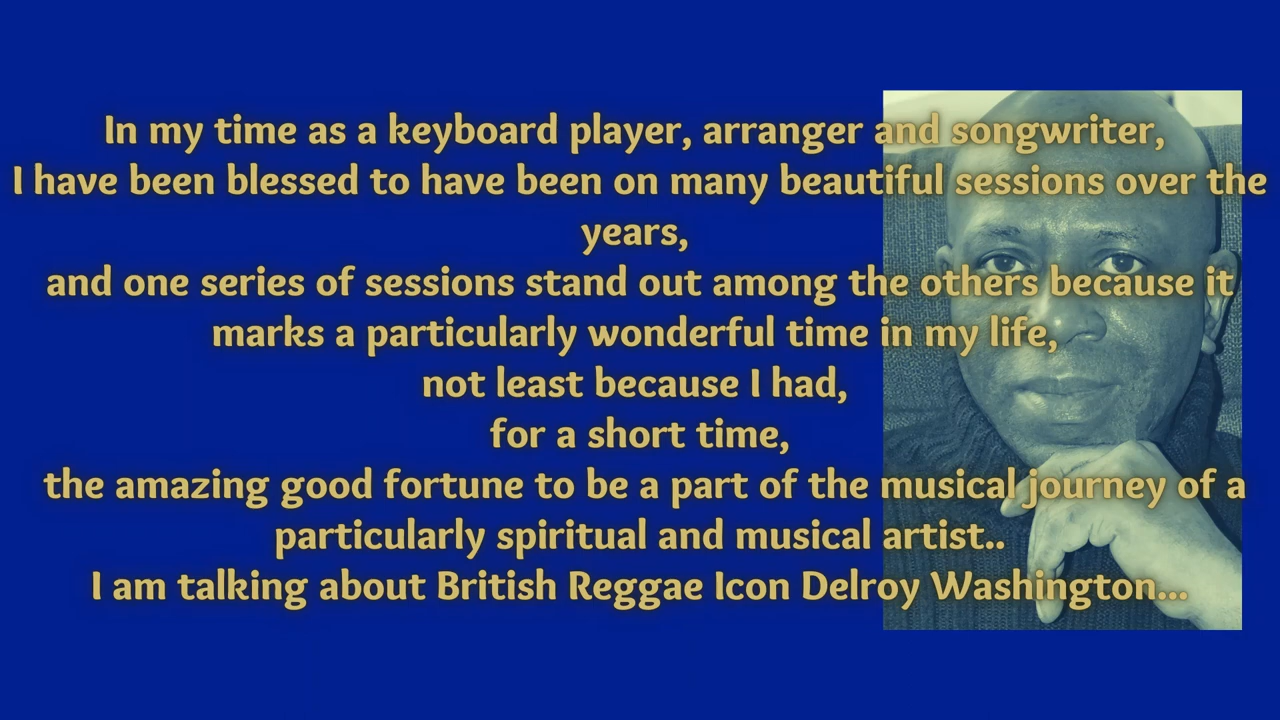 In my time as a keyboard player, arranger and songwriter,
I have been blessed to have been on many beautiful sessions over the
years,
and one series of sessions stand out among the others because it
marks a particularly wonderful time in my life,
not least because I had,
for a short time,
the amazing good fortune to be a part of the musical journey of a
particularly spiritual and musical artist..
I am talking about British Reggae Icon Delroy Washington...